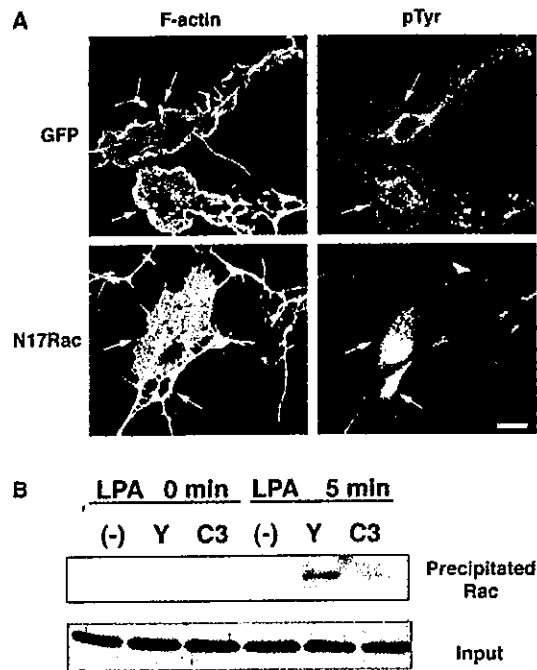 A
F-actin pTyr
GFP
N17Rac
B
LPA 0 min LPA 5 min
(-) Y C3 (-) Y C3
Precipitated
Rac
Input